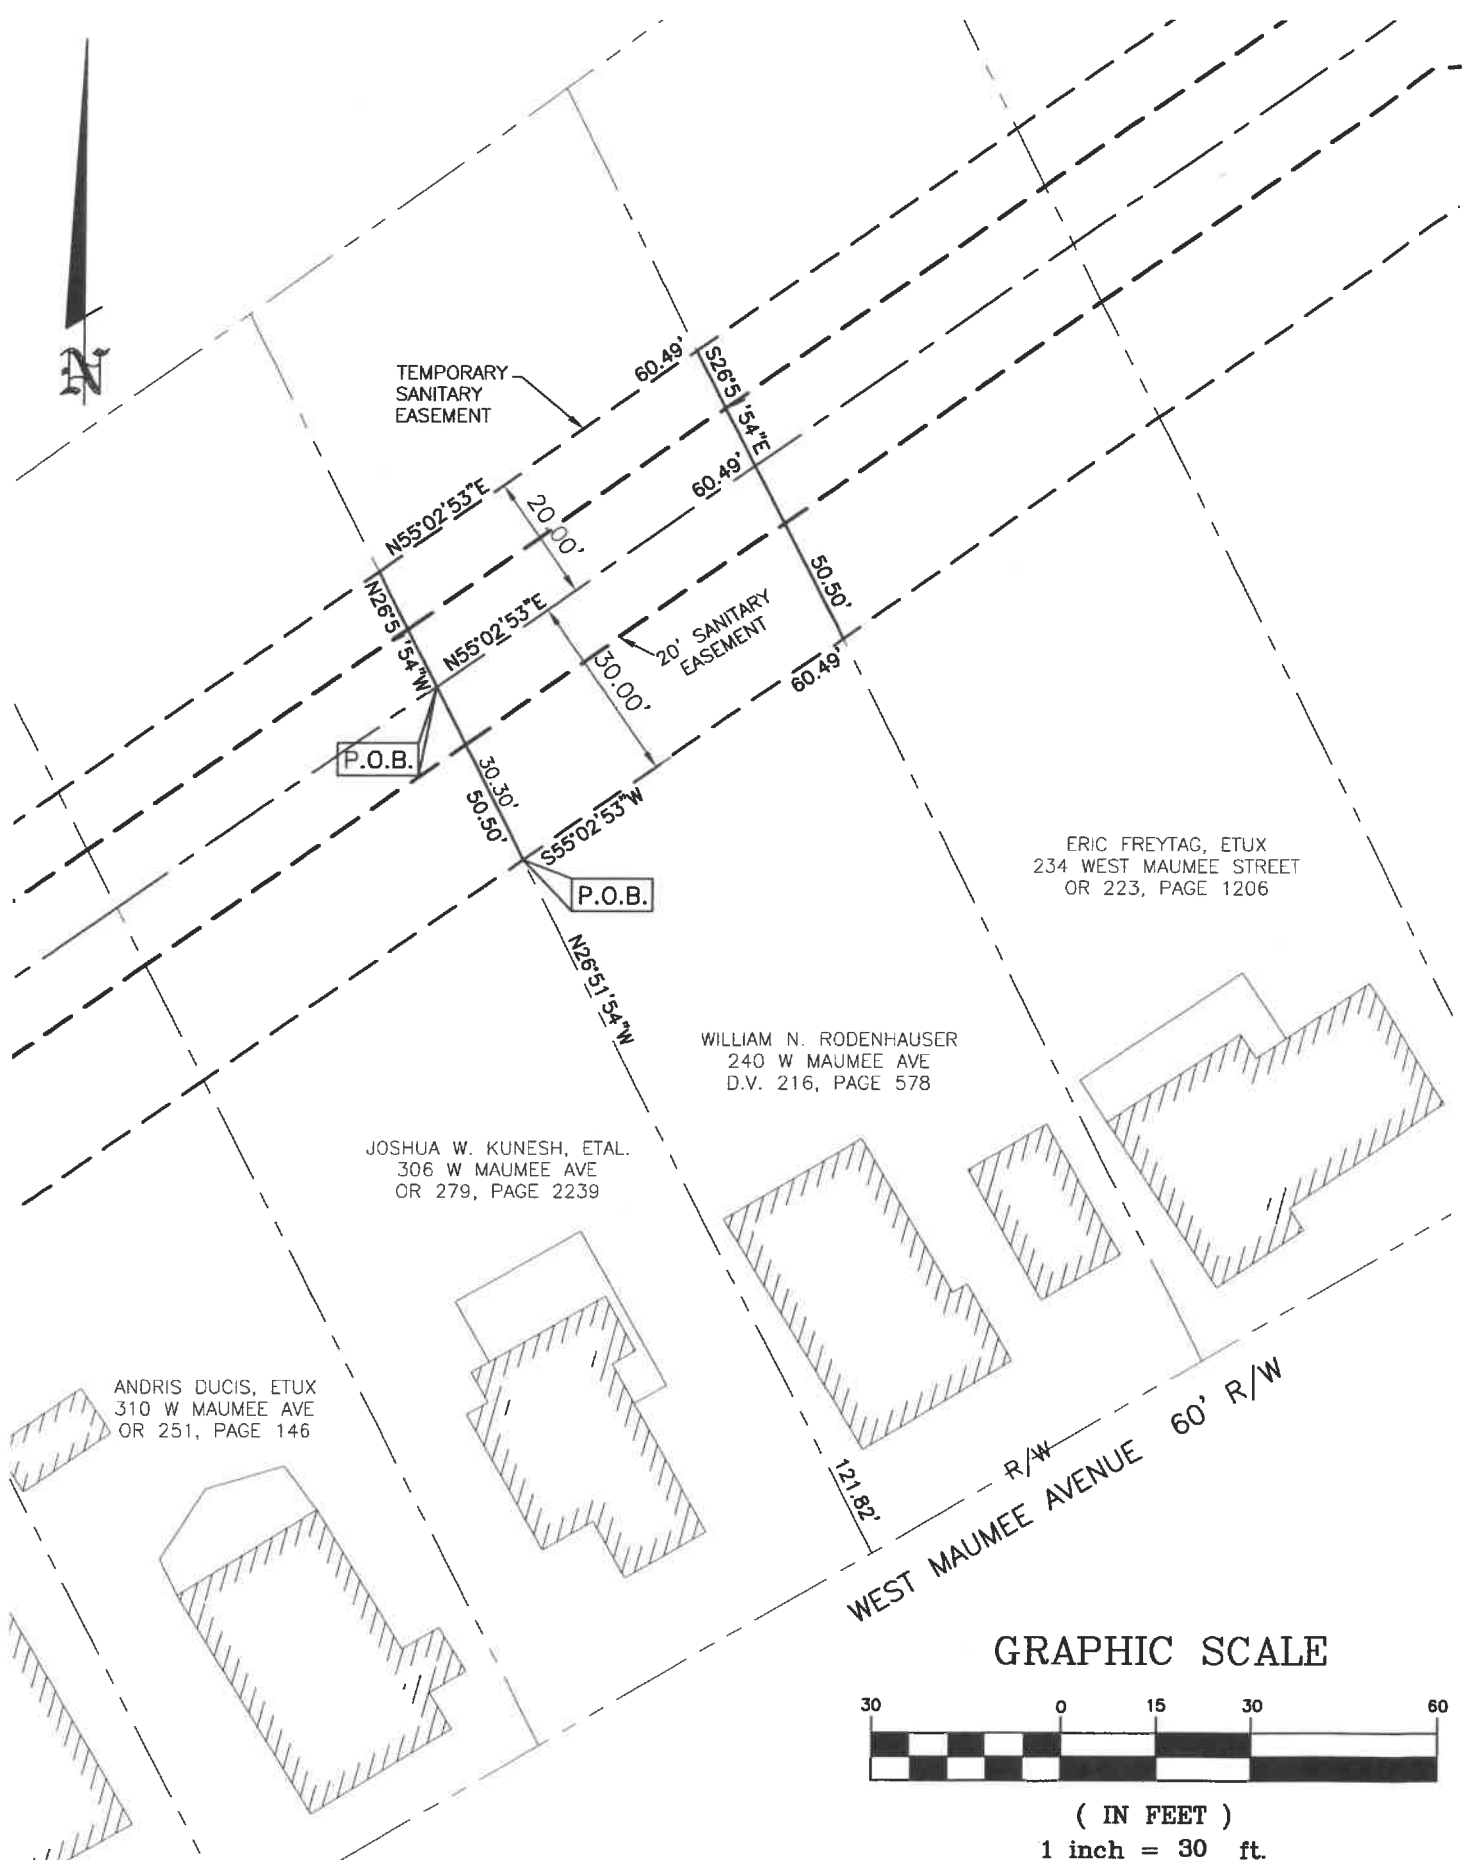 N
TEMPORARY
SANITARY
EASEMENT
60.49'
N55°02'53"E
20.00'
S26°5 '54"E
60.49'
N26°5 '54"W
N55°02'53"E
20' SANITARY
EASEMENT
50.50'
30.00'
60.49'
P.O.B.
30.30'
50.50'
S55°02'53"W
P.O.B.
N26°51'54"W
ERIC FREYTAG, ETUX
234 WEST MAUMEE STREET
OR 223, PAGE 1206
WILLIAM N. RODENHAUSER
240 W MAUMEE AVE
D.V. 216, PAGE 578
JOSHUA W. KUNESH, ETAL.
306 W MAUMEE AVE
OR 279, PAGE 2239
ANDRIS DUCIS, ETUX
310 W MAUMEE AVE
OR 251, PAGE 146
121.82'
R/W
WEST MAUMEE AVENUE 60' R/W
GRAPHIC SCALE
30 0 15 30 60
( IN FEET )
1 inch = 30 ft.